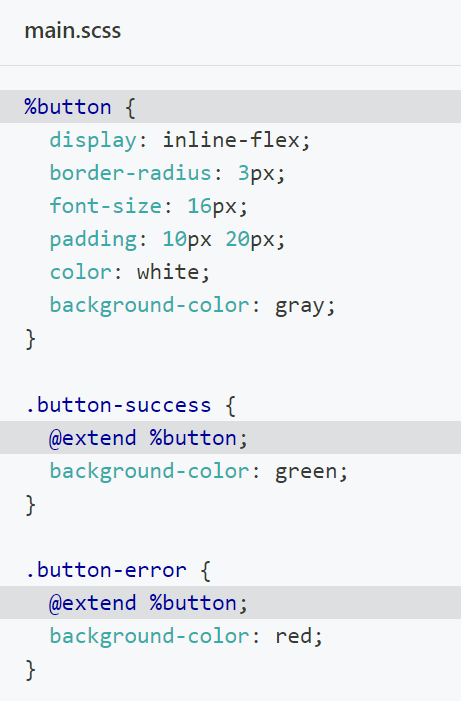 main.scss
%button {
  display: inline-flex;
  border-radius: 3px;
  font-size: 16px;
  padding: 10px 20px;
  color: white;
  background-color: gray;
}
.button-success {
  @extend %button;
  background-color: green;
}
.button-error {
  @extend %button;
  background-color: red;
}